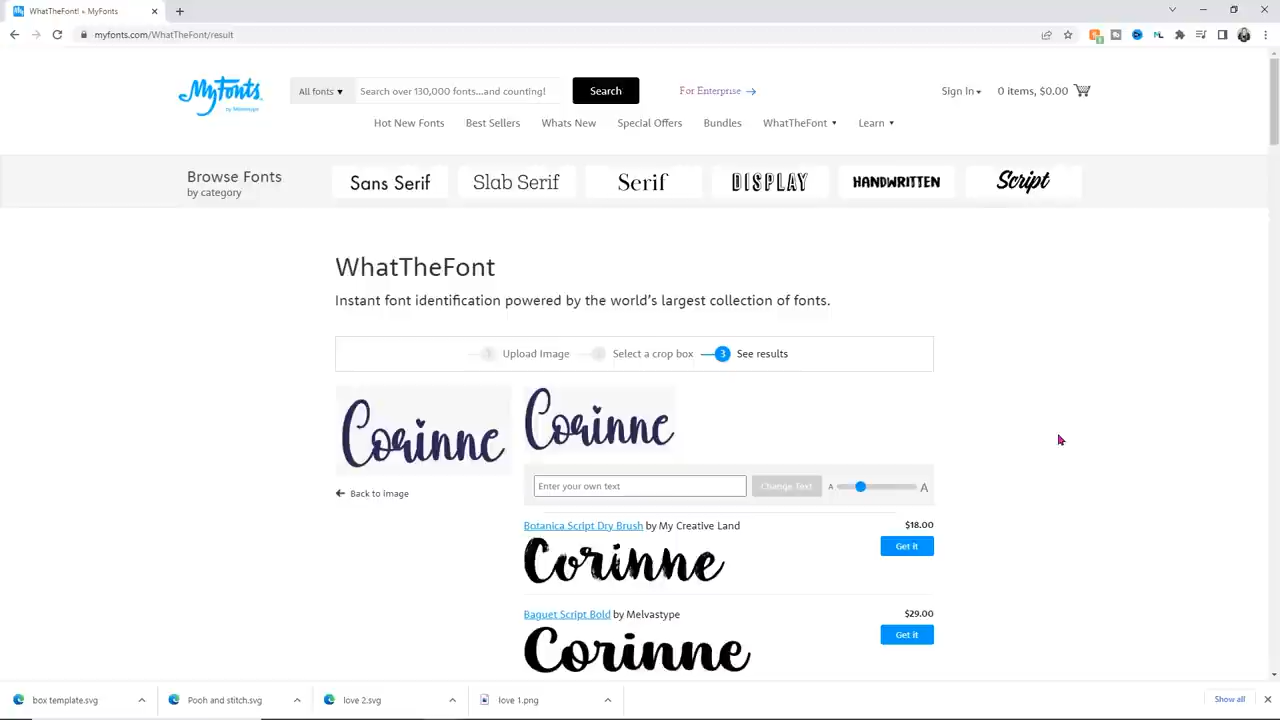 WhatTheFont! « MyFonts
myfonts.com/WhatTheFont/result
MyFonts
by Monotype
All fonts
Search over 130,000 fonts...and counting!
Search
For Enterprise
Sign In
0 items, $0.00
Hot New Fonts
Best Sellers
Whats New
Special Offers
Bundles
WhatTheFont
Learn
Browse Fonts
by category
Sans Serif
Slab Serif
Serif
DISPLAY
HANDWRITTEN
Script
WhatTheFont
Instant font identification powered by the world's largest collection of fonts.
1 Upload Image
Select a crop box
3 See results
Corinne
Corinne
Back to Image
Enter your own text
Change Text
A
A
Botanica Script Dry Brush by My Creative Land
$18.00
Get it
Corinne
Baguet Script Bold by Melvastype
$29.00
Get it
Corinne
box template.svg
Pooh and stitch.svg
love 2.svg
love 1.png
Show all